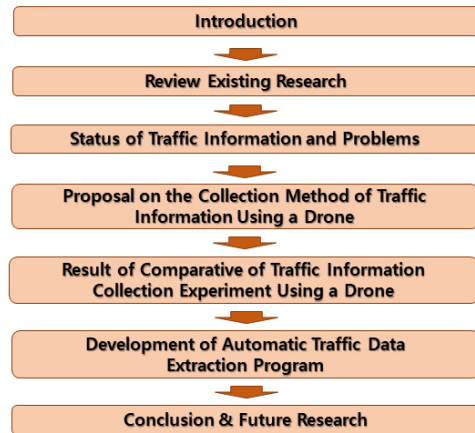 Introduction
Review Existing Research
Status of Traffic Information and Problems
Proposal on the Collection Method of Traffic
Information Using a Drone
Result of Comparative of Traffic Information
Collection Experiment Using a Drone
Development of Automatic Traffic Data
Extraction Program
Conclusion & Future Research